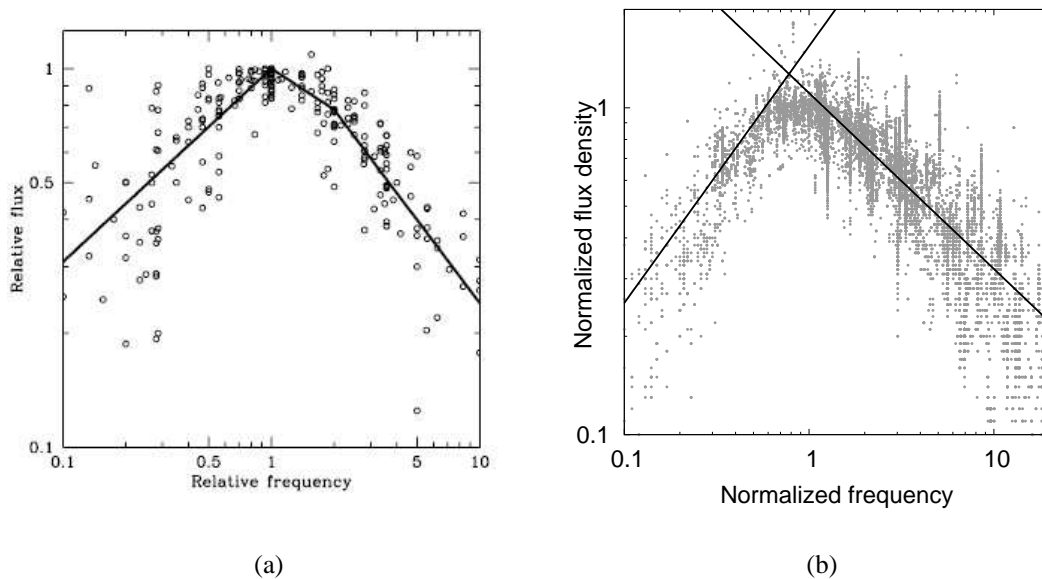 1
0.5
0.1
Relative flux
0.1
0.5
1
5
10
Relative frequency
(a)
1
0.1
Normalized flux density
0.1
1
10
Normalized frequency
(b)